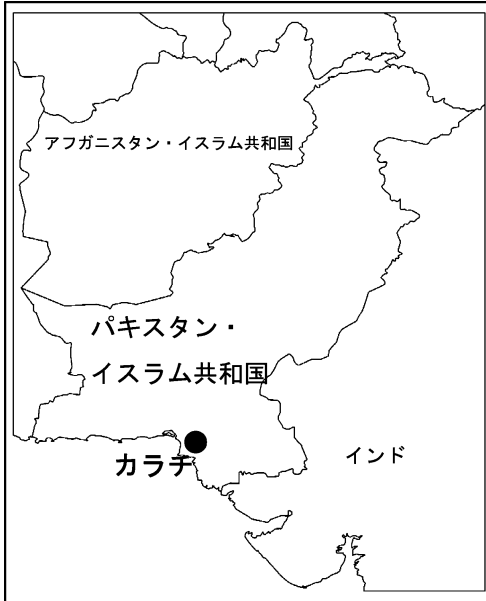 アフガニスタン・イスラム共和国
パキスタン・
イスラム共和国
カラチ
インド